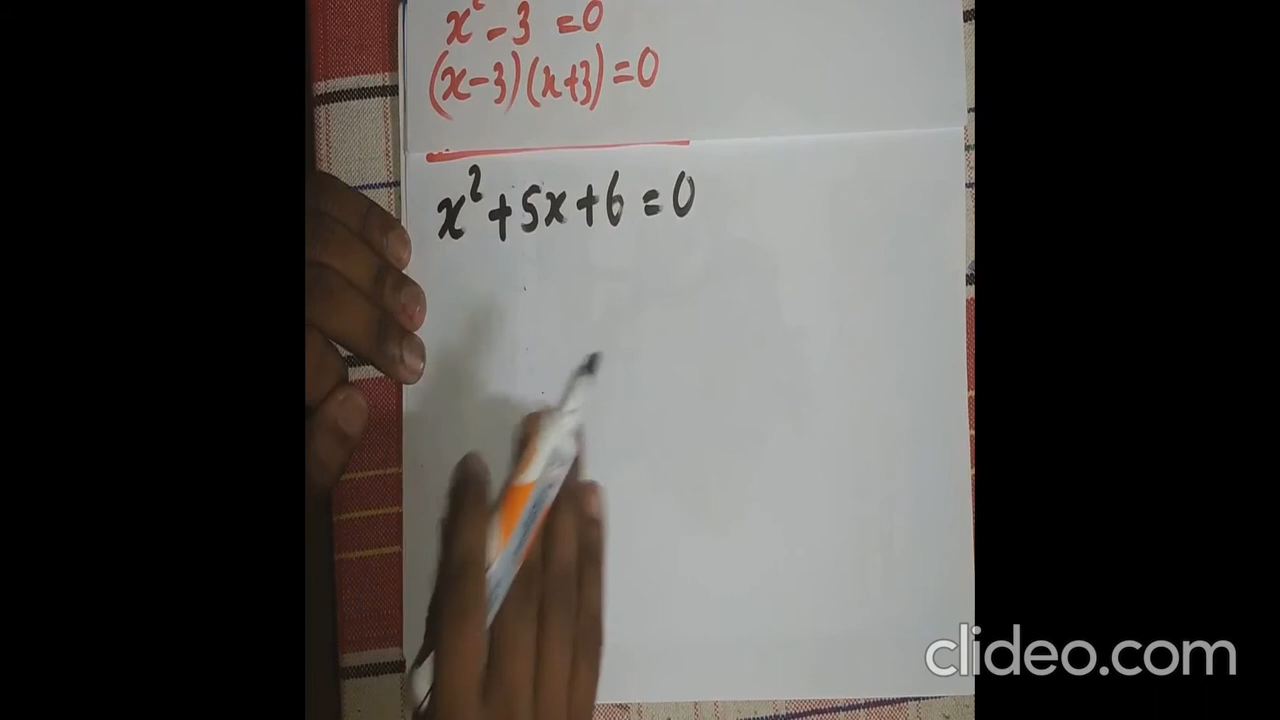 x² - 3 = 0
(x-3)(x+3)=0
x²+5x+6=0
clideo.com